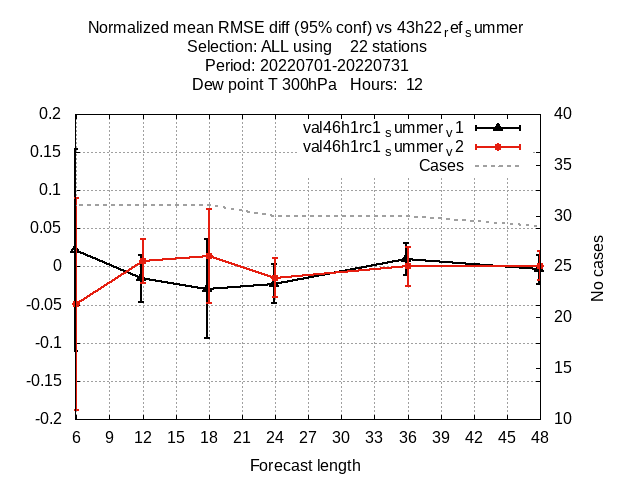 Normalized mean RMSE diff (95% conf) vs 43h22refsummer
Selection: ALL using 22 stations
Period: 20220701-20220731
Dew point T 300hPa Hours: 12
val46h1rc1summerv1
val46h1rc1summerv2
Cases
0.2
0.15
0.1
0.05
0
-0.05
-0.1
-0.15
-0.2
40
35
30
25
20
15
10
No cases
6 9 12 15 18 21 24 27 30 33 36 39 42 45 48
Forecast length